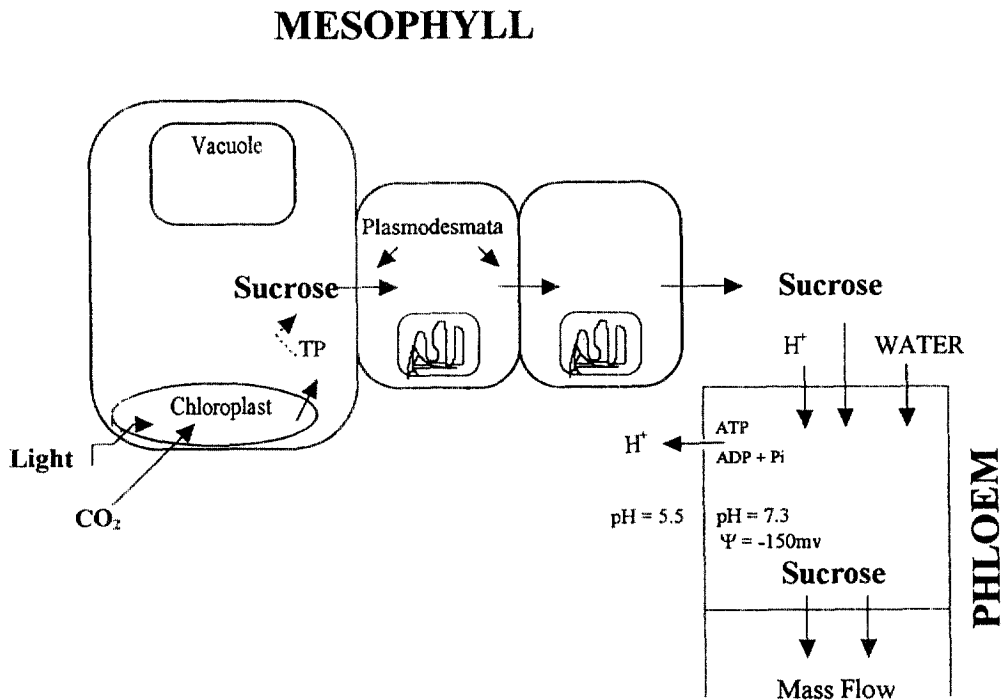 MESOPHYLL
Vacuole
Plasmodesmata
Sucrose
Sucrose
TP
H⁺
WATER
Chloroplast
ATP
H⁺
ADP + Pi
Light
CO₂
pH = 5.5
pH = 7.3
Ψ = -150mv
Sucrose
PHLOEM
Mass Flow